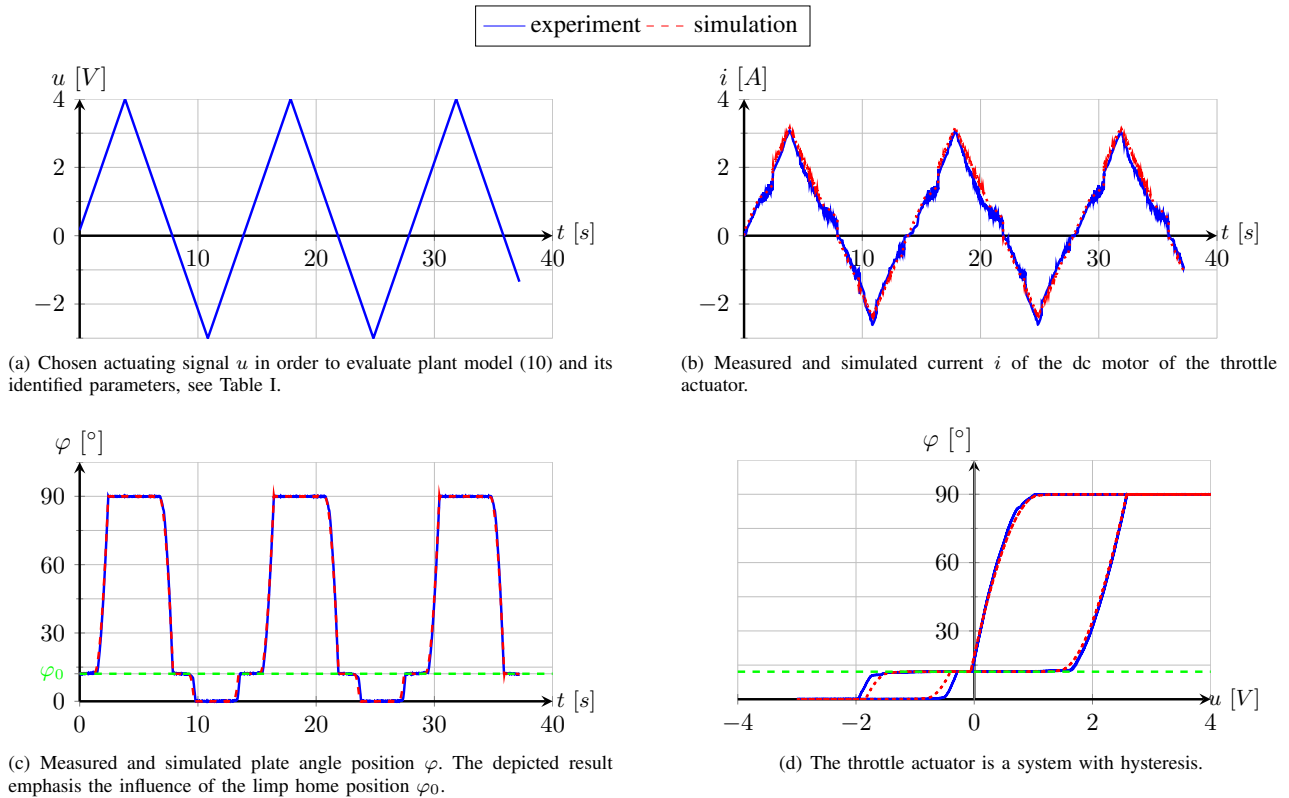 experiment simulation
u [V]
4
2
0
−2
10 20 30 40
t [s]
(a) Chosen actuating signal u in order to evaluate plant model (10) and its
identified parameters, see Table I.
i [A]
4
2
0
−2
10 20 30 40
t [s]
(b) Measured and simulated current i of the dc motor of the throttle
actuator.
φ [°]
90
60
30
φ₀
0
0 10 20 30 40
t [s]
(c) Measured and simulated plate angle position φ. The depicted result
emphasis the influence of the limp home position φ₀.
φ [°]
90
60
30
−4 −2 0 2 4
u [V]
(d) The throttle actuator is a system with hysteresis.